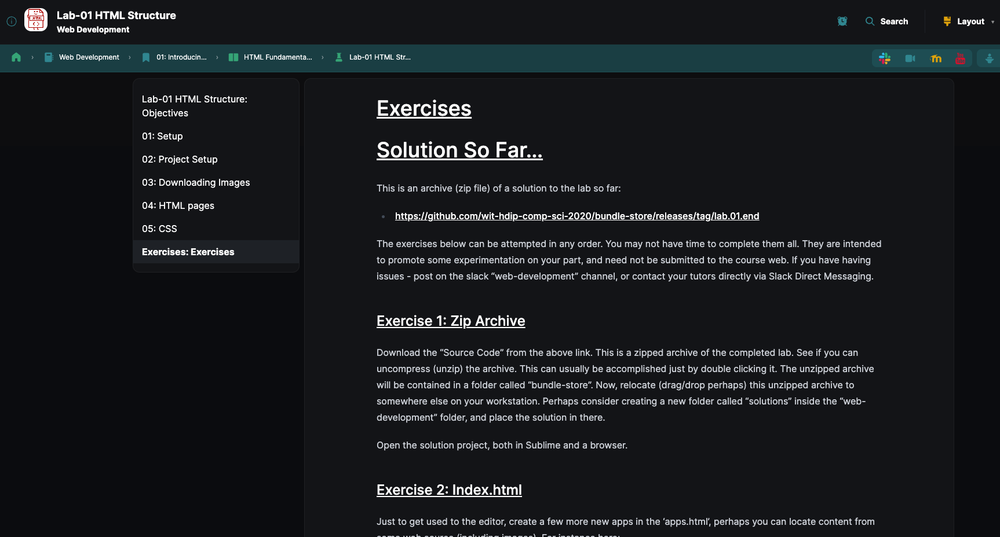 Lab-01 HTML Structure
Web Development
Search
Layout
Web Development
01: Introducin...
HTML Fundamenta...
Lab-01 HTML Str...
Lab-01 HTML Structure:
Objectives
01: Setup
02: Project Setup
03: Downloading Images
04: HTML pages
05: CSS
Exercises: Exercises
Exercises
Solution So Far...
This is an archive (zip file) of a solution to the lab so far:
https://github.com/wit-hdip-comp-sci-2020/bundle-store/releases/tag/lab.01.end
The exercises below can be attempted in any order. You may not have time to complete them all. They are intended
to promote some experimentation on your part, and need not be submitted to the course web. If you have having
issues - post on the slack “web-development” channel, or contact your tutors directly via Slack Direct Messaging.
Exercise 1: Zip Archive
Download the “Source Code” from the above link. This is a zipped archive of the completed lab. See if you can
uncompress (unzip) the archive. This can usually be accomplished just by double clicking it. The unzipped archive
will be contained in a folder called “bundle-store”. Now, relocate (drag/drop perhaps) this unzipped archive to
somewhere else on your workstation. Perhaps consider creating a new folder called “solutions” inside the “web-
development” folder, and place the solution in there.
Open the solution project, both in Sublime and a browser.
Exercise 2: Index.html
Just to get used to the editor, create a few more new apps in the ‘apps.html’, perhaps you can locate content from
some web source (including images). For instance here: